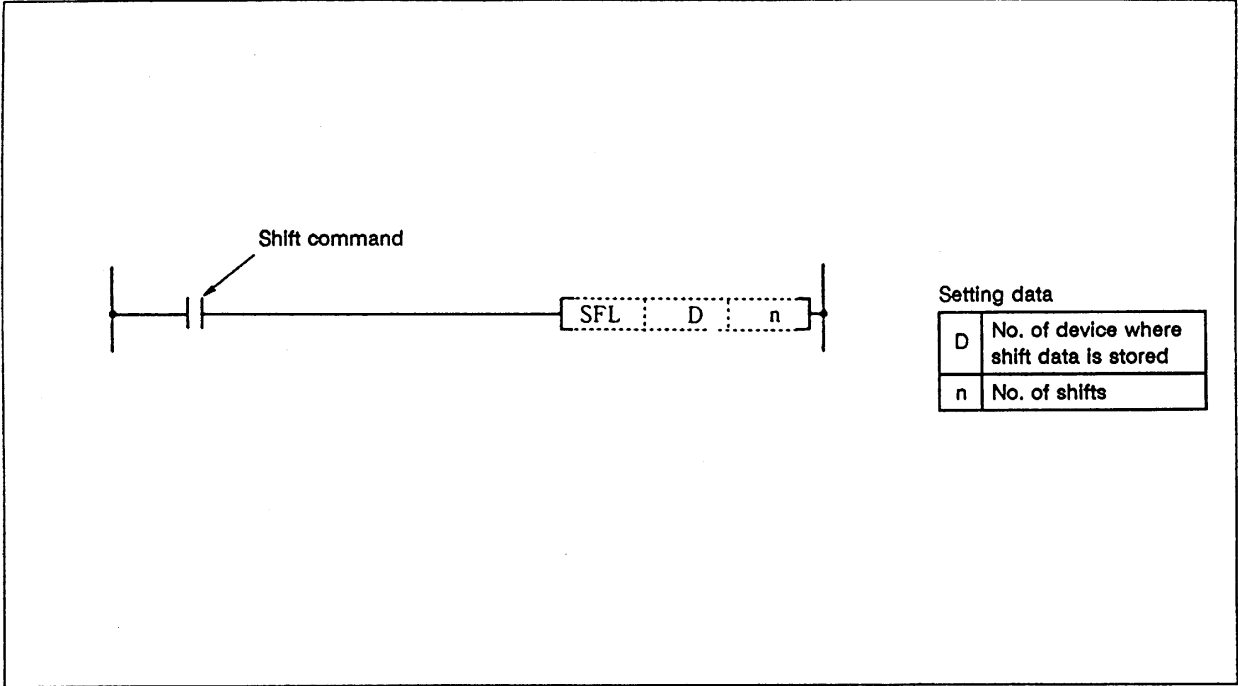 Shift command
SFL D n
Setting data
D No. of device where
shift data is stored
n No. of shifts